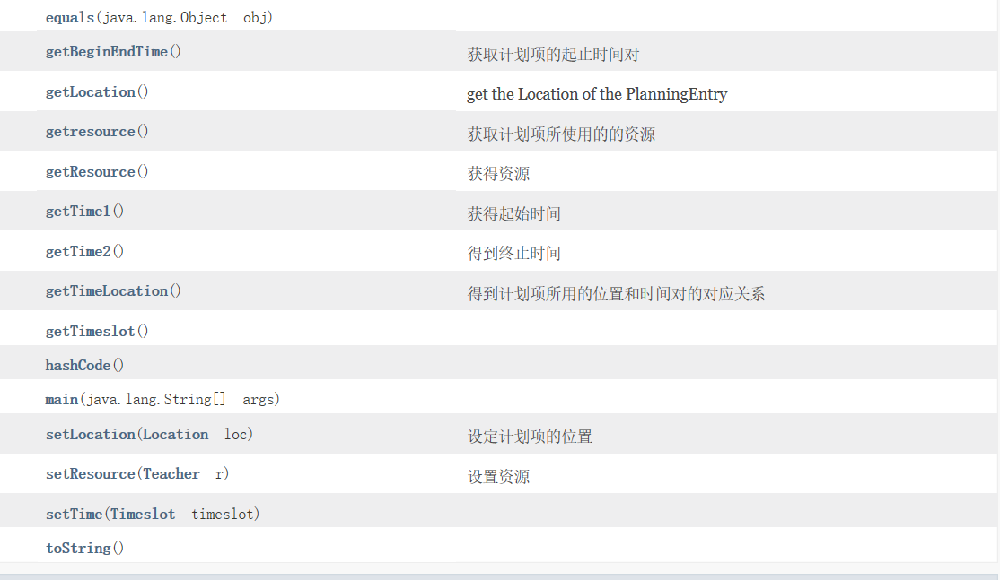 equals(java.lang.Object obj)
getBeginEndTime() 获取计划项的起止时间对
getLocation() get the Location of the PlanningEntry
getresource() 获取计划项所使用的的资源
getResource() 获得资源
getTime1() 获得起始时间
getTime2() 得到终止时间
getTimeLocation() 得到计划项所用的位置和时间对的对应关系
getTimeslot()
hashCode()
main(java.lang.String[] args)
setLocation(Location loc) 设定计划项的位置
setResource(Teacher r) 设置资源
setTime(Timeslot timeslot)
toString()